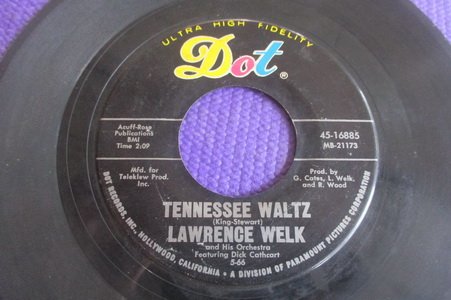 ULTRA HIGH FIDELITY
Dot®
Acuff-Rose
Publications
BMI
Time 2:09
45-16885
MB-21173
Mfd. for
Teleklew Prod.
Inc.
Prod. by
G. Cates, L. Welk,
and R. Wood
TENNESSEE WALTZ
(King-Stewart)
LAWRENCE WELK
and His Orchestra
Featuring Dick Cathcart
5-66
DOT RECORDS, INC., HOLLYWOOD, CALIFORNIA • A DIVISION OF PARAMOUNT PICTURES CORPORATION